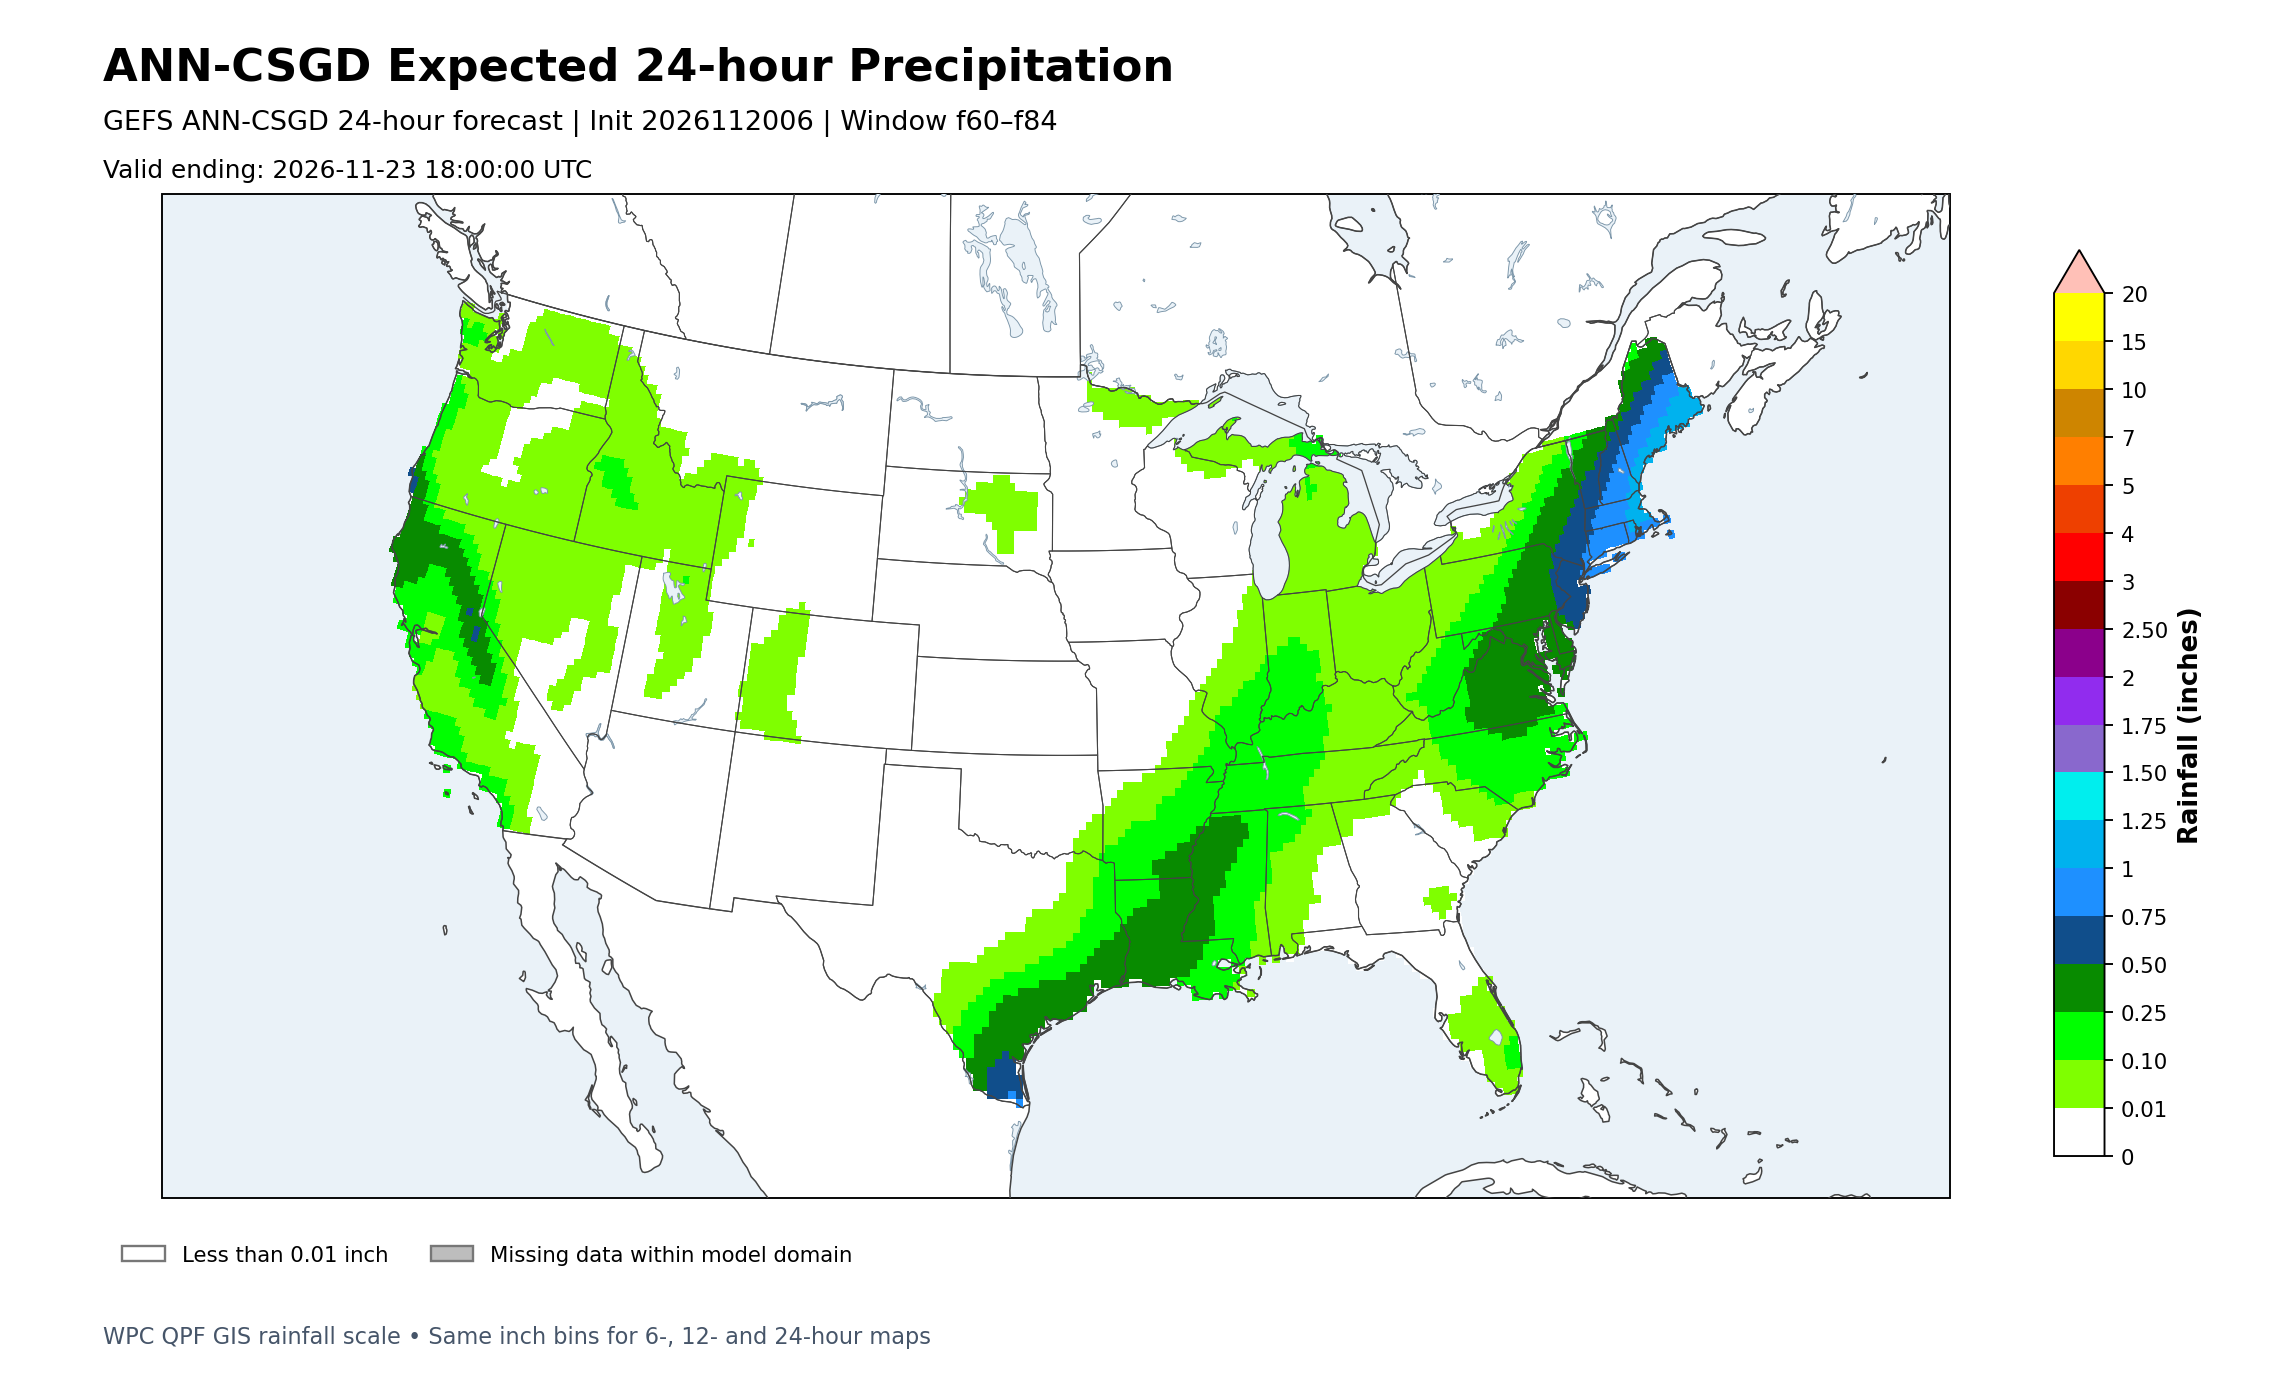 ANN-CSGD Expected 24-hour Precipitation
GEFS ANN-CSGD 24-hour forecast | Init 2026112006 | Window f60–f84
Valid ending: 2026-11-23 18:00:00 UTC
20
15
10
7
5
4
3
2.50
2
1.75
1.50
1.25
1
0.75
0.50
0.25
0.10
0.01
0
Rainfall (inches)
Less than 0.01 inch
Missing data within model domain
WPC QPF GIS rainfall scale • Same inch bins for 6-, 12- and 24-hour maps